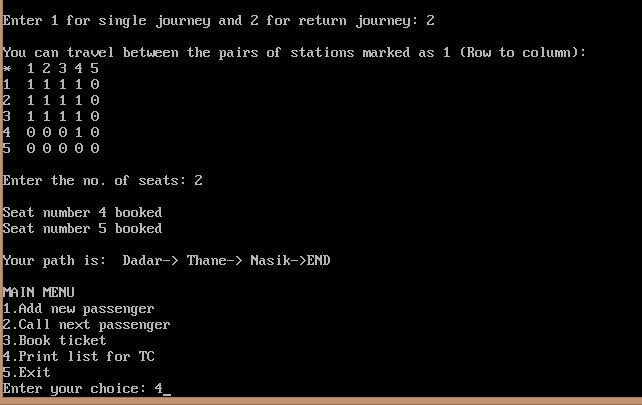 Enter 1 for single journey and 2 for return journey: 2
You can travel between the pairs of stations marked as 1 (Row to column):
* 1 2 3 4 5
1 1 1 1 1 0
2 1 1 1 1 0
3 1 1 1 1 0
4 0 0 0 1 0
5 0 0 0 0 0
Enter the no. of seats: 2
Seat number 4 booked
Seat number 5 booked
Your path is: Dadar-> Thane-> Nasik->END
MAIN MENU
1.Add new passenger
2.Call next passenger
3.Book ticket
4.Print list for TC
5.Exit
Enter your choice: 4_